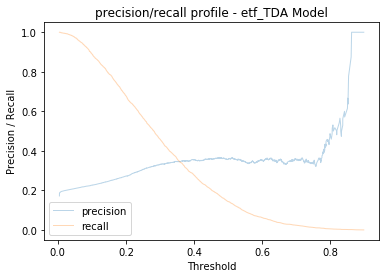 precision/recall profile - etf_TDA Model
Precision / Recall
1.0
0.8
0.6
0.4
0.2
0.0
precision
recall
0.0 0.2 0.4 0.6 0.8
Threshold